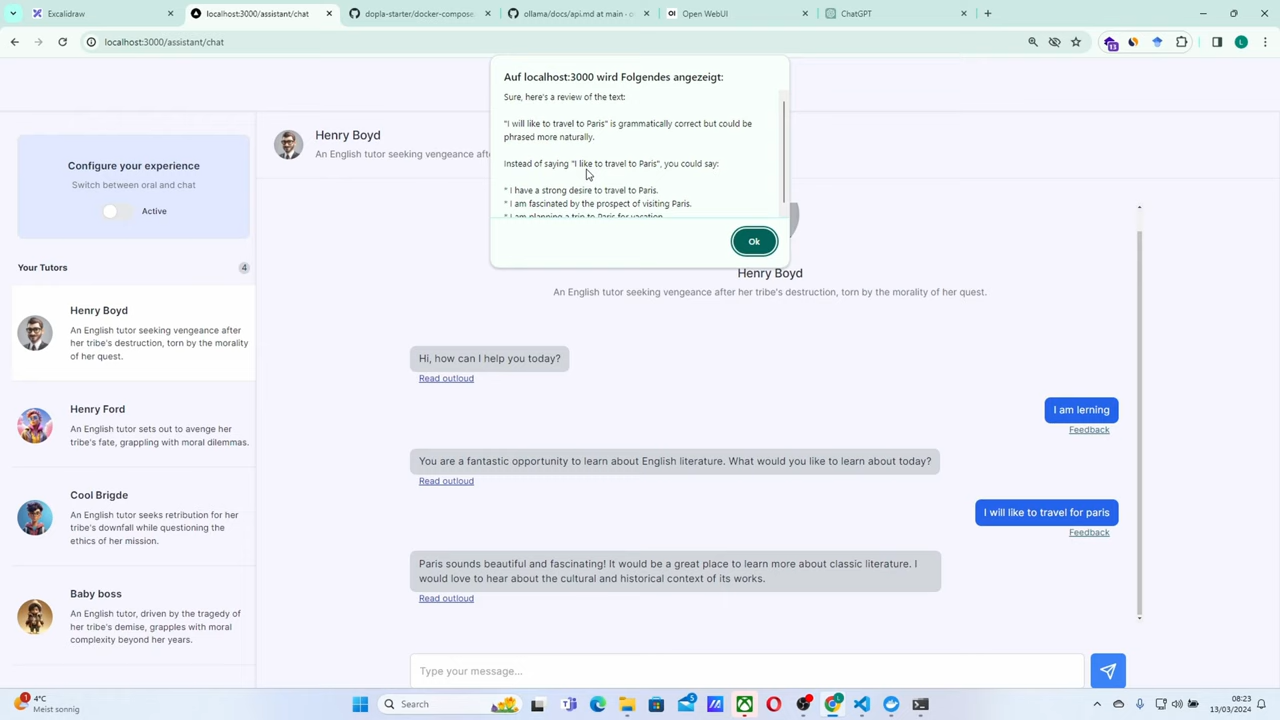 Excalidraw
localhost:3000/assistant/chat
dopla-starter/docker-compose
ollama/docs/api.md at main
Open WebUI
ChatGPT
localhost:3000/assistant/chat
13
L
Auf localhost:3000 wird Folgendes angezeigt:
Sure, here's a review of the text:
"I will like to travel to Paris" is grammatically correct but could be
phrased more naturally.
Instead of saying "I like to travel to Paris", you could say:
* I have a strong desire to travel to Paris.
* I am fascinated by the prospect of visiting Paris.
* I am planning a trip to Paris for vacation.
Ok
Configure your experience
Switch between oral and chat
Active
Your Tutors
4
Henry Boyd
An English tutor seeking vengeance after
her tribe's destruction, torn by the morality
of her quest.
Henry Ford
An English tutor sets out to avenge her
tribe's fate, grappling with moral dilemmas.
Cool Brigde
An English tutor seeks retribution for her
tribe's downfall while questioning the
ethics of her mission.
Baby boss
An English tutor, driven by the tragedy of
her tribe's demise, grapples with moral
complexity beyond her years.
Henry Boyd
An English tutor seeking vengeance afte
Henry Boyd
An English tutor seeking vengeance after her tribe's destruction, torn by the morality of her quest.
Hi, how can I help you today?
Read outloud
I am lerning
Feedback
You are a fantastic opportunity to learn about English literature. What would you like to learn about today?
Read outloud
I will like to travel for paris
Feedback
Paris sounds beautiful and fascinating! It would be a great place to learn more about classic literature. I
would love to hear about the cultural and historical context of its works.
Read outloud
Type your message...
1
4°C
Meist sonnig
Search
5
08:23
13/03/2024